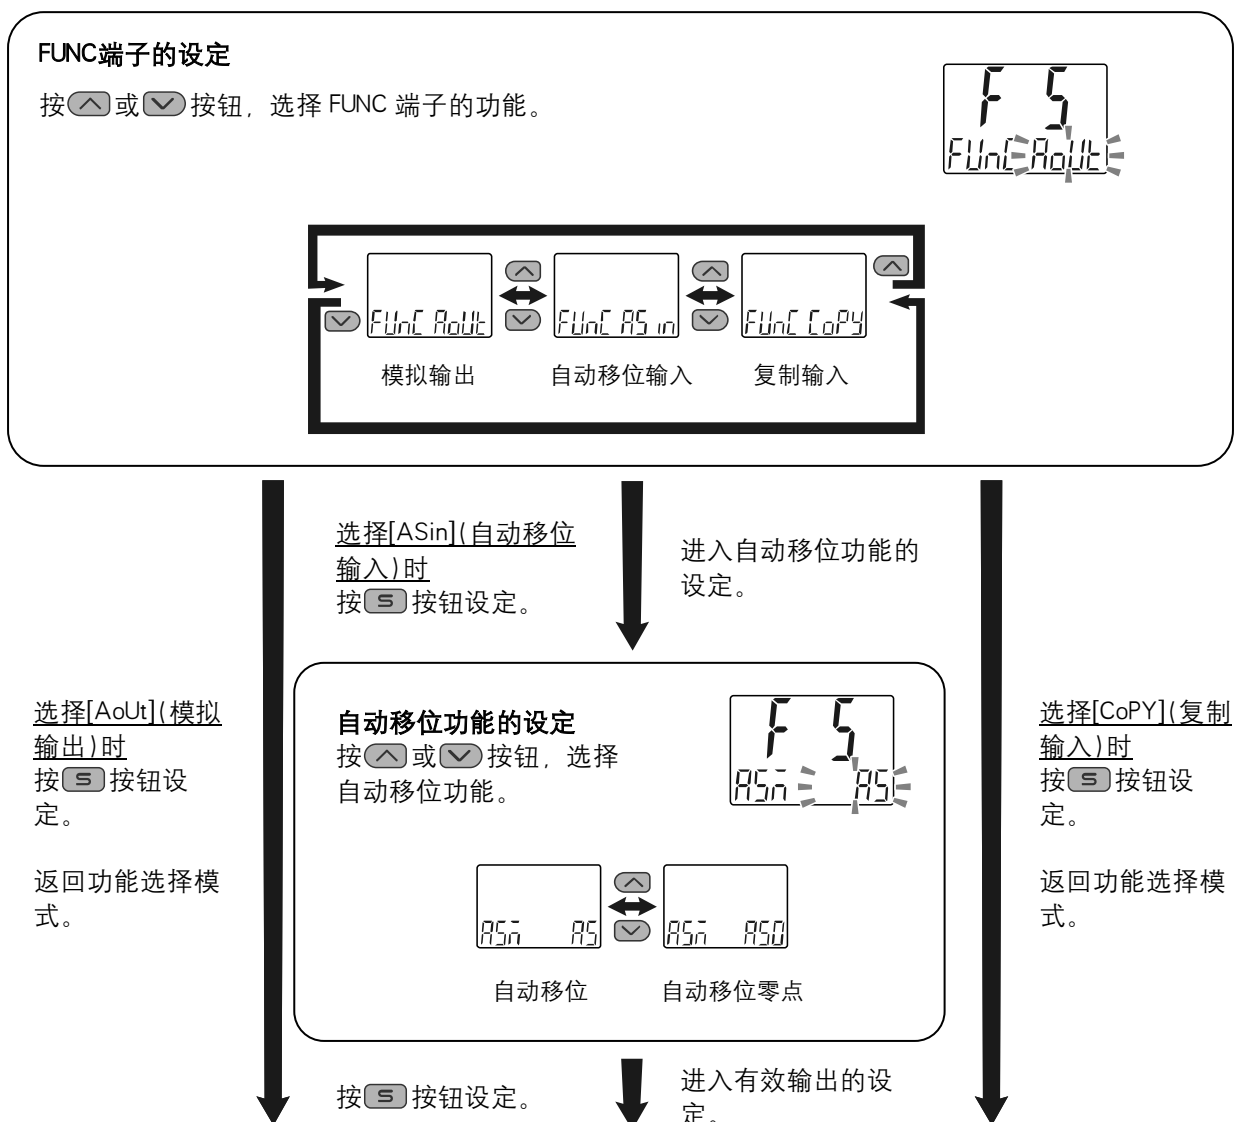 FUNC端子的设定
按或按钮，选择 FUNC 端子的功能。
F 5
FUnC AoUt
FUnC AoUt
FUnC ASin
FUnC CoPY
模拟输出
自动移位输入
复制输入
选择[ASin](自动移位
输入)时
按 S 按钮设定。
进入自动移位功能的
设定。
选择[AoUt](模拟
输出)时
按 S 按钮设
定。
返回功能选择模
式。
自动移位功能的设定
按或按钮，选择
自动移位功能。
F 5
ASm AS
ASm AS
ASm AS0
自动移位
自动移位零点
选择[CoPY](复制
输入)时
按 S 按钮设
定。
返回功能选择模
式。
按 S 按钮设定。
进入有效输出的设
定。